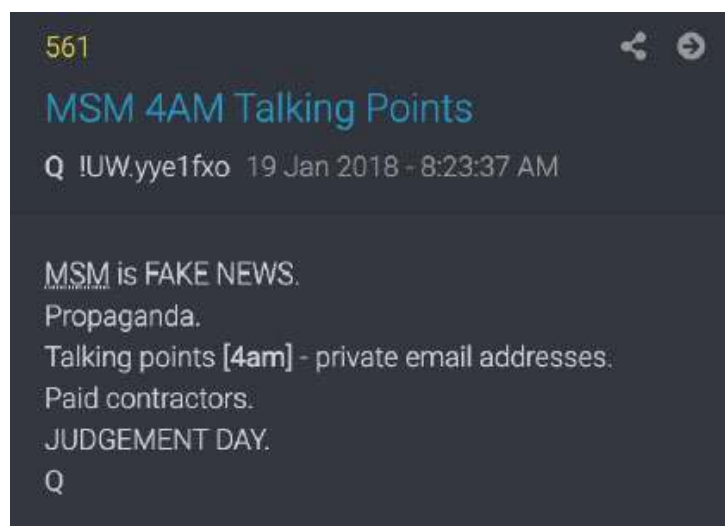 561
MSM 4AM Talking Points
Q !UW.yye1fxo 19 Jan 2018 - 8:23:37 AM
MSM is FAKE NEWS.
Propaganda.
Talking points [4am] - private email addresses.
Paid contractors.
JUDGEMENT DAY.
Q